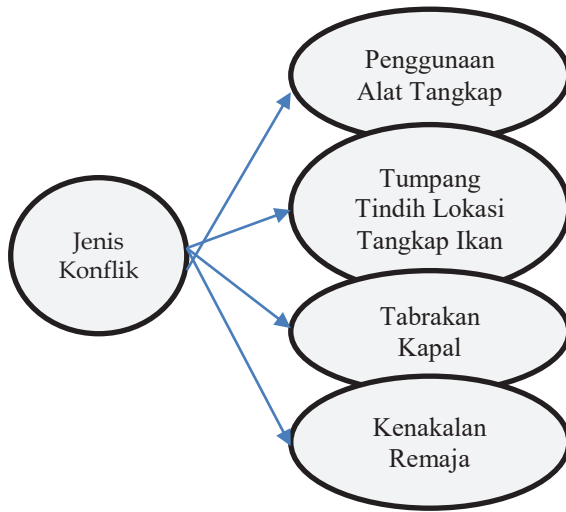 Jenis
Konflik
Penggunaan
Alat Tangkap
Tumpang
Tindih Lokasi
Tangkap Ikan
Tabrakan
Kapal
Kenakalan
Remaja